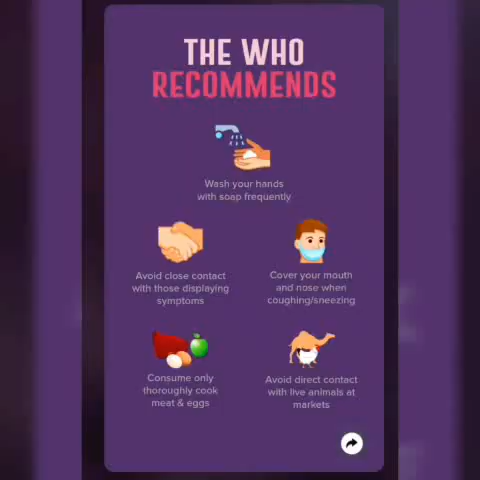 THE WHO
RECOMMENDS
Wash your hands
with soap frequently
Avoid close contact
with those displaying
symptoms
Cover your mouth
and nose when
coughing/sneezing
Consume only
thoroughly cook
meat & eggs
Avoid direct contact
with live animals at
markets